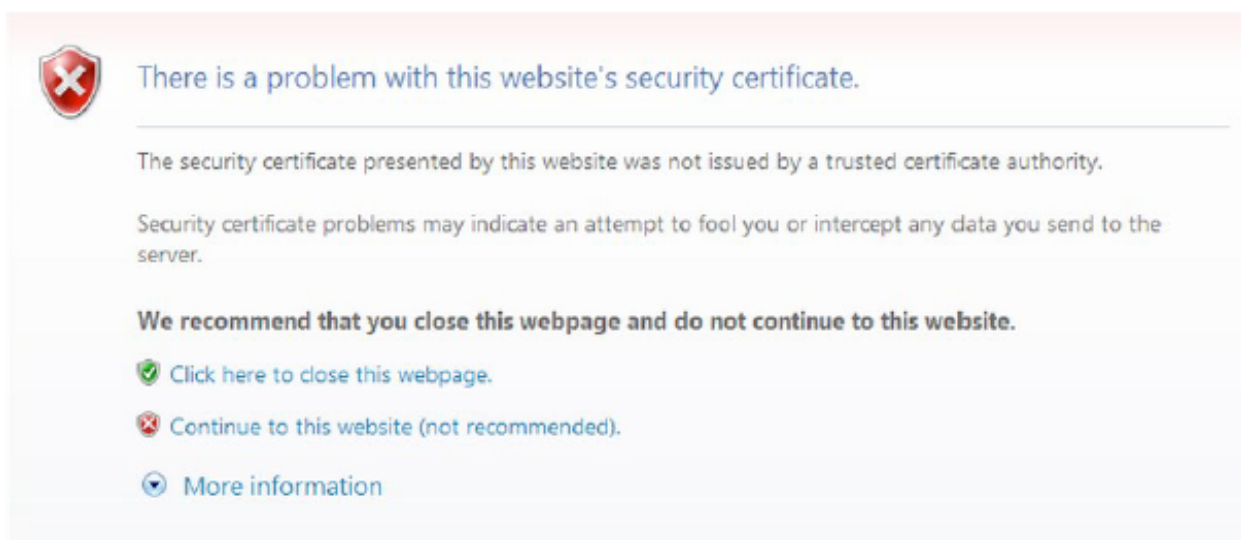 There is a problem with this website's security certificate.
The security certificate presented by this website was not issued by a trusted certificate authority.
Security certificate problems may indicate an attempt to fool you or intercept any data you send to the
server.
We recommend that you close this webpage and do not continue to this website.
Click here to close this webpage.
Continue to this website (not recommended).
More information